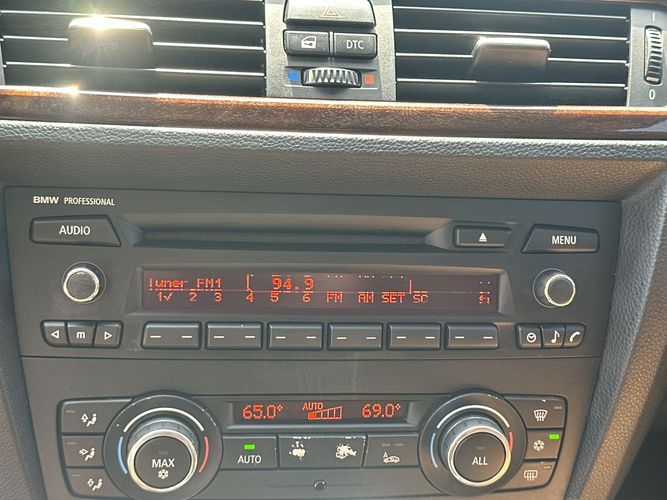 DTC
I
0
BMW PROFESSIONAL
AUDIO
MENU
Tuner FM1 94.9
1✓ 2 3 4 5 6 FM AM SET SC
m
65.0° AUTO 69.0°
MAX
AUTO
ALL